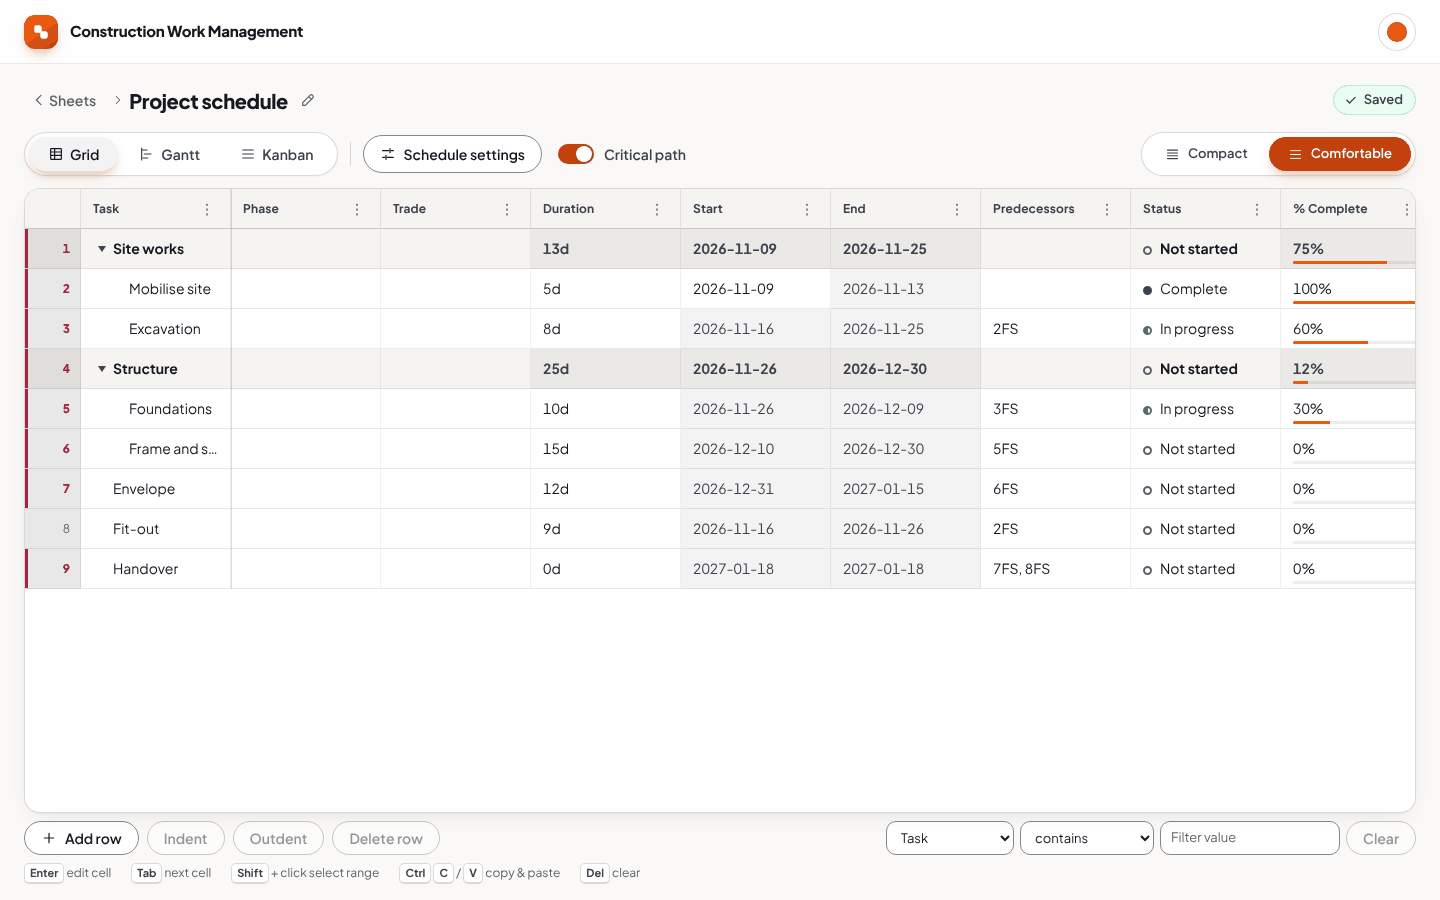 Construction Work Management
Sheets
Project schedule
Saved
Grid Gantt Kanban Schedule settings Critical path Compact Comfortable
Task Phase Trade Duration Start End Predecessors Status % Complete
1 Site works 13d 2026-11-09 2026-11-25 Not started 75%
2 Mobilise site 5d 2026-11-09 2026-11-13 Complete 100%
3 Excavation 8d 2026-11-16 2026-11-25 2FS In progress 60%
4 Structure 25d 2026-11-26 2026-12-30 Not started 12%
5 Foundations 10d 2026-11-26 2026-12-09 3FS In progress 30%
6 Frame and s... 15d 2026-12-10 2026-12-30 5FS Not started 0%
7 Envelope 12d 2026-12-31 2027-01-15 6FS Not started 0%
8 Fit-out 9d 2026-11-16 2026-11-26 2FS Not started 0%
9 Handover 0d 2027-01-18 2027-01-18 7FS, 8FS Not started 0%
Add row Indent Outdent Delete row Task contains Filter value Clear
Enter edit cell Tab next cell Shift + click select range Ctrl C / V copy & paste Del clear